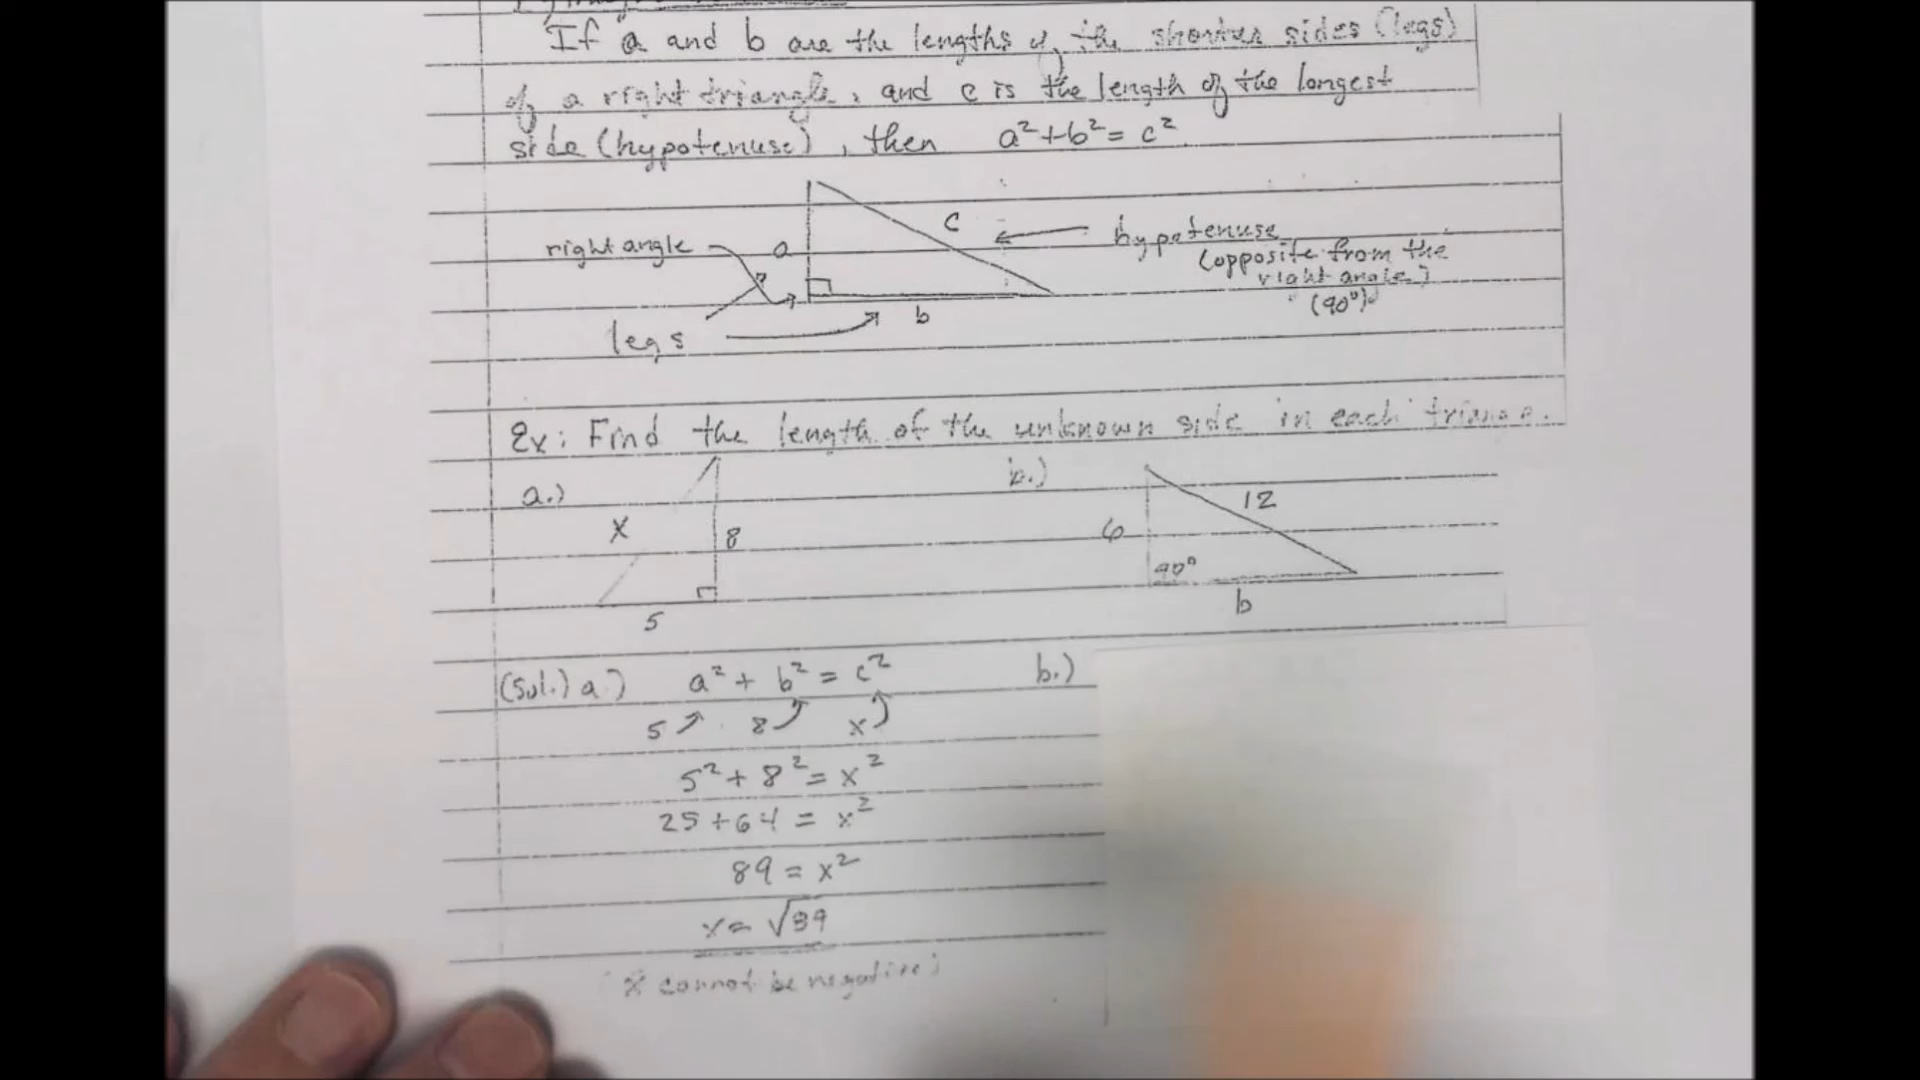 If a and b are the lengths of the shorter sides (legs)
of a right triangle, and c is the length of the longest
side (hypotenuse), then a²+b²= c².
c
right angle a hypotenuse
(opposite from the
right angle)
(90°)
b
legs
Ex: Find the length of the unknown side in each
a.) b.)
12
X
8 6
90°
5 b
(Sol.) a.) a² + b² = c² b.)
5 8 x
5² + 8² = x²
25 + 64 = x²
89 = x²
x = √89
(x cannot be negative)